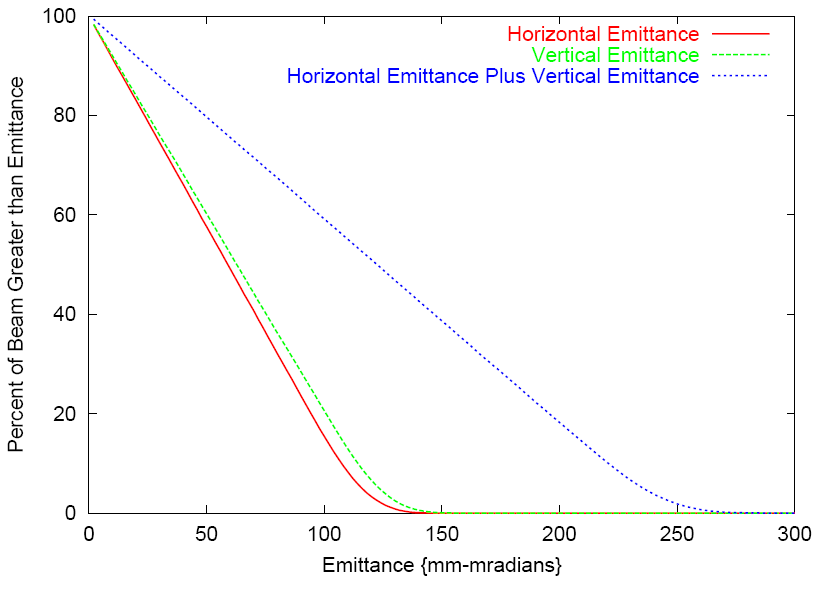 100
80
60
40
20
0
Percent of Beam Greater than Emittance
Horizontal Emittance
Vertical Emittance
Horizontal Emittance Plus Vertical Emittance
0 50 100 150 200 250 300
Emittance {mm-mradians}